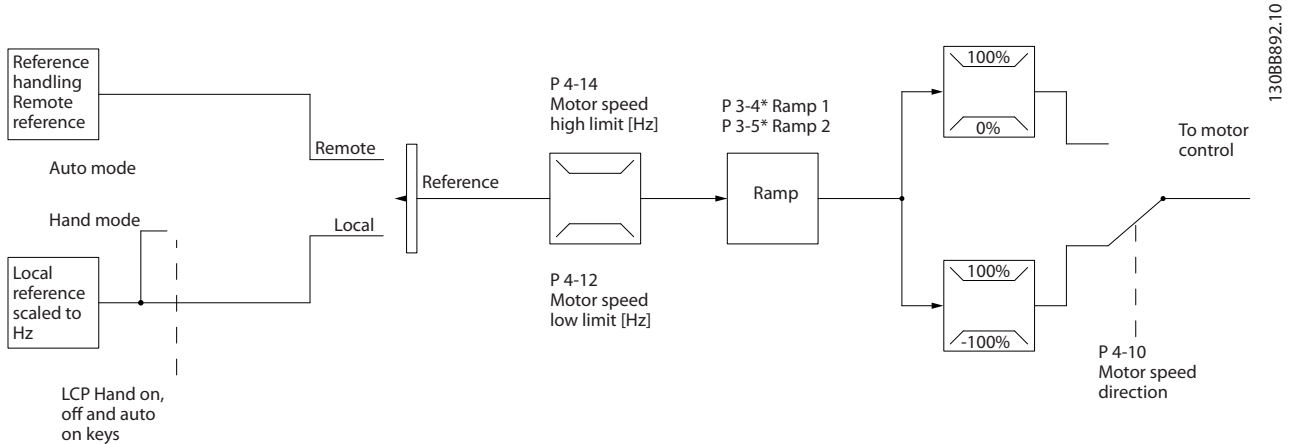 130BB892.10
Reference
handling
Remote
reference
Auto mode
Hand mode
Local
reference
scaled to
Hz
LCP Hand on,
off and auto
on keys
Remote
Local
Reference
P 4-14
Motor speed
high limit [Hz]
P 4-12
Motor speed
low limit [Hz]
P 3-4* Ramp 1
P 3-5* Ramp 2
Ramp
100%
0%
100%
-100%
To motor
control
P 4-10
Motor speed
direction